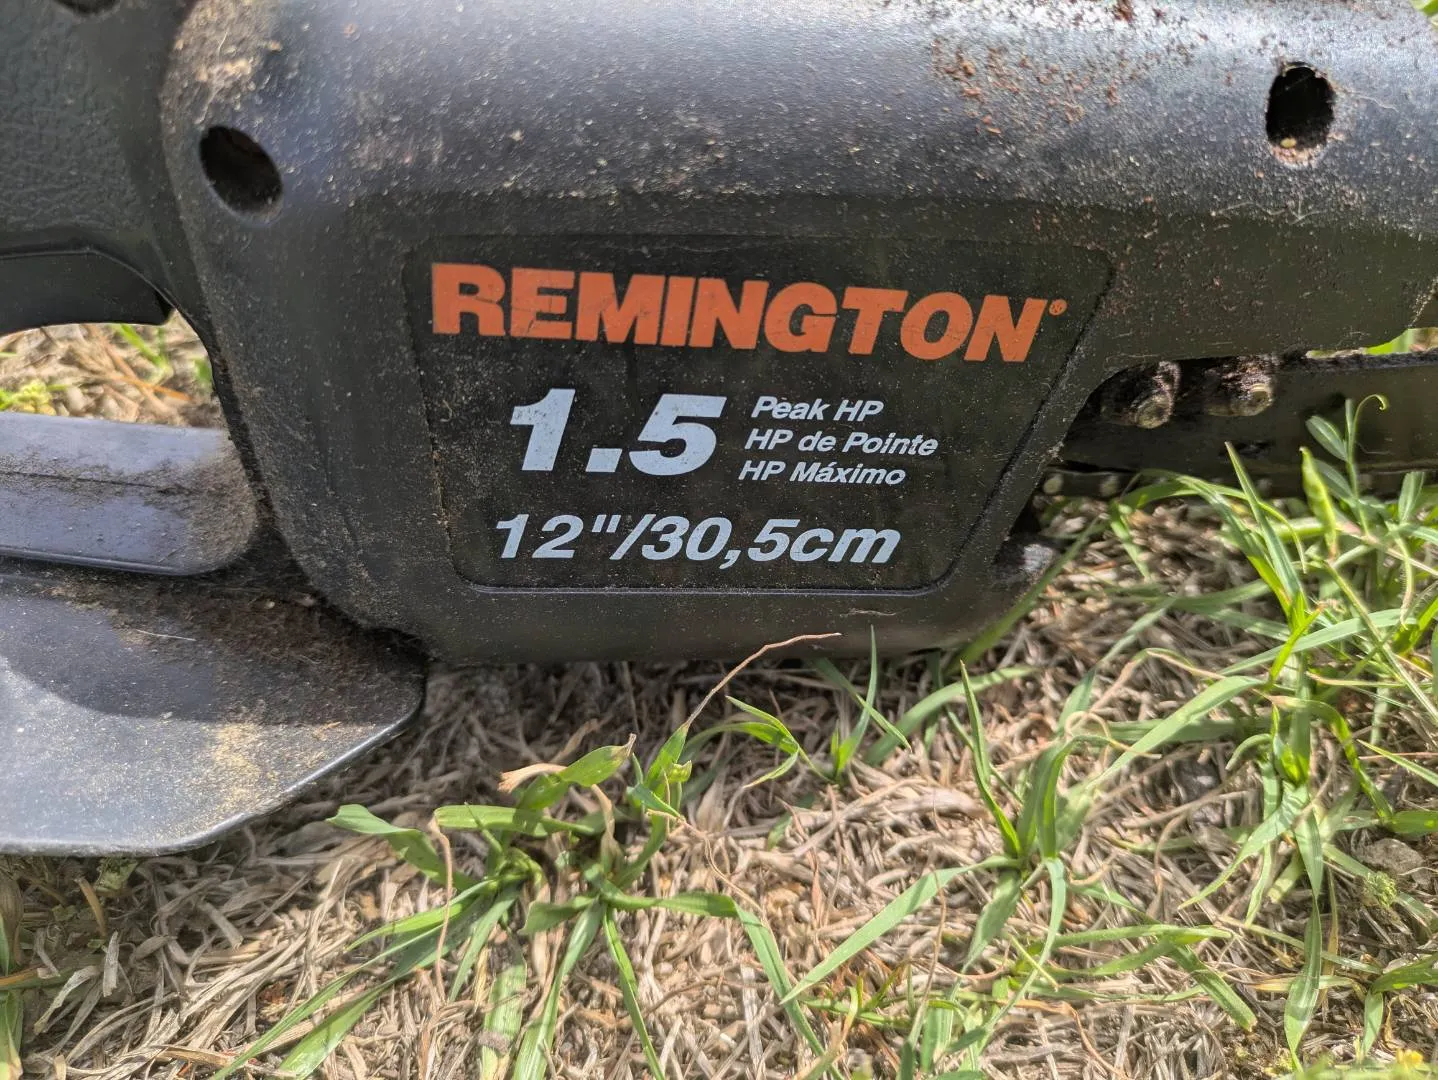 REMINGTON®
1.5
Peak HP
HP de Pointe
HP Máximo
12"/30,5cm